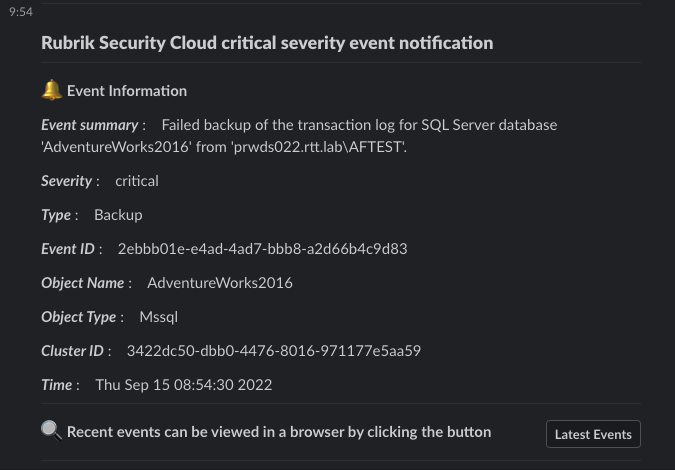 9:54
Rubrik Security Cloud critical severity event notification
Event Information
Event summary : Failed backup of the transaction log for SQL Server database
'AdventureWorks2016' from 'prwds022.rtt.lab\AFTEST'.
Severity : critical
Type : Backup
Event ID : 2ebbb01e-e4ad-4ad7-bbb8-a2d66b4c9d83
Object Name : AdventureWorks2016
Object Type : Mssql
Cluster ID : 3422dc50-dbb0-4476-8016-971177e5aa59
Time : Thu Sep 15 08:54:30 2022
Recent events can be viewed in a browser by clicking the button
Latest Events